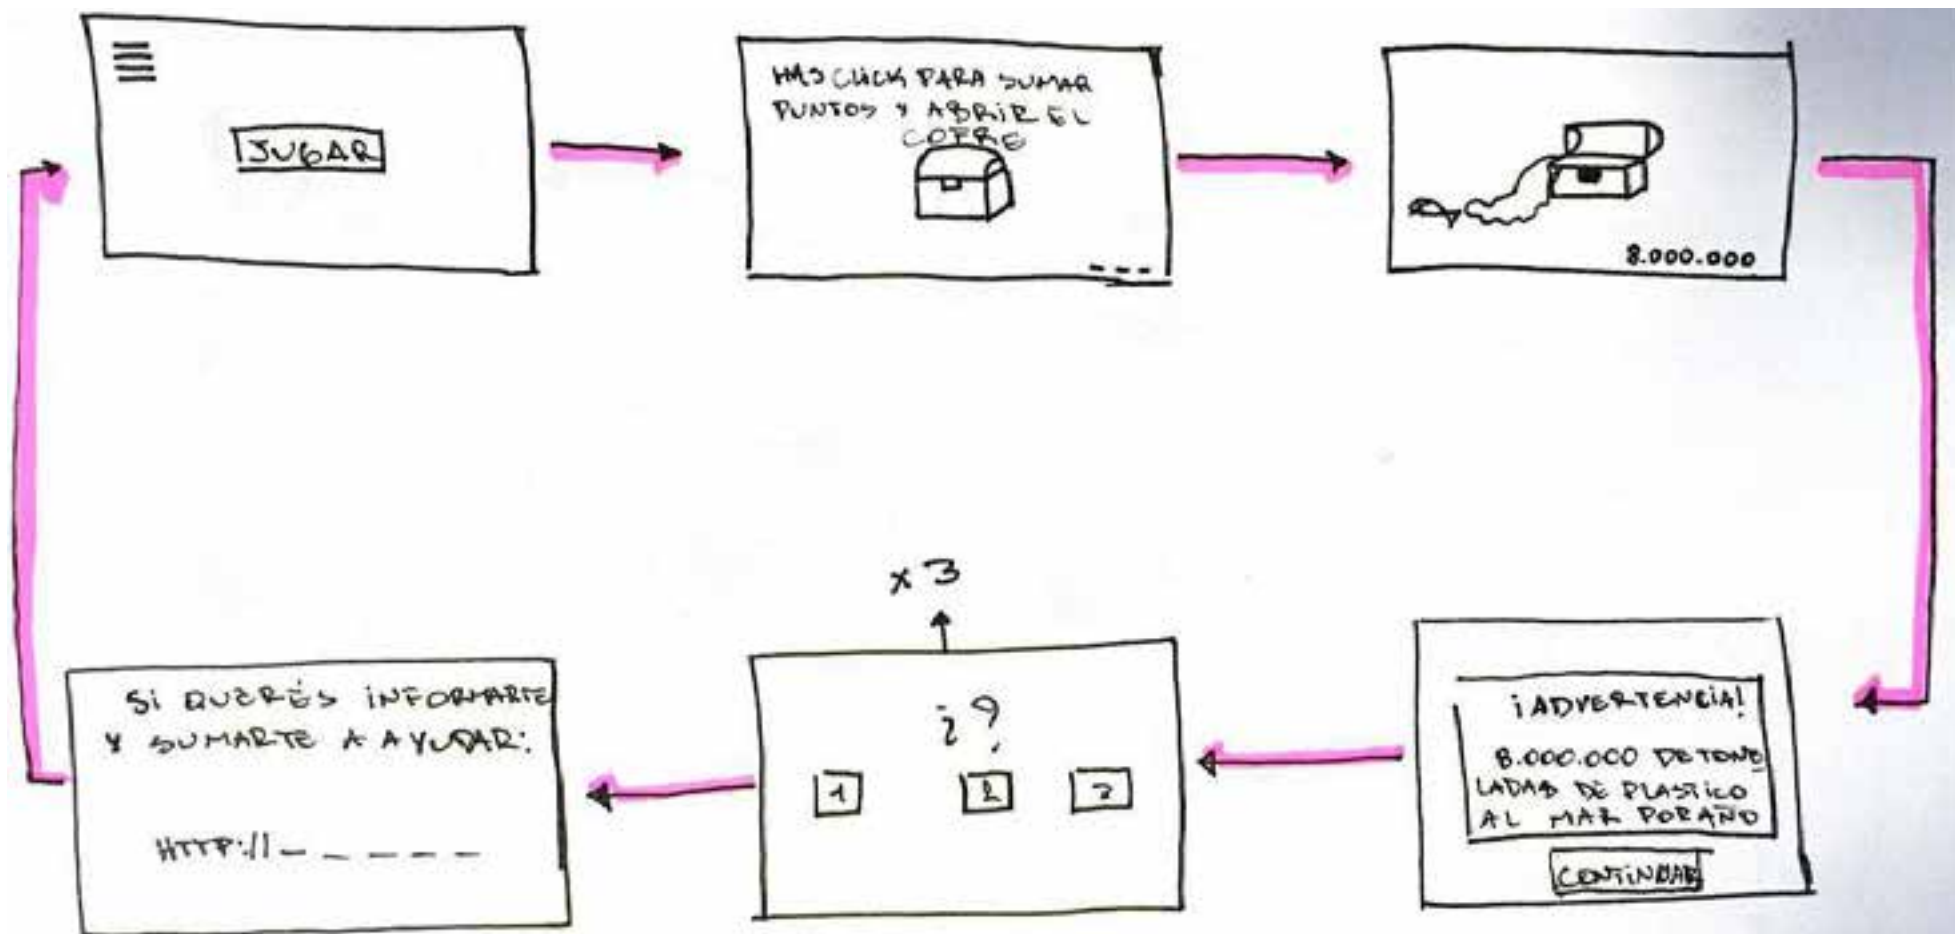 JUGAR
HAS CLICK PARA SUMAR
PUNTOS Y ABRIR EL
COFRE
8.000.000
¡ADVERTENCIA!
8.000.000 DE TONE
LADAS DE PLASTICO
AL MAR POR AÑO
CONTINUAR
x 3
¿?
1 2 3
SI QUERÉS INFORMARTE
Y SUMARTE A AYUDAR:
HTTP:// _ _ _ _ _